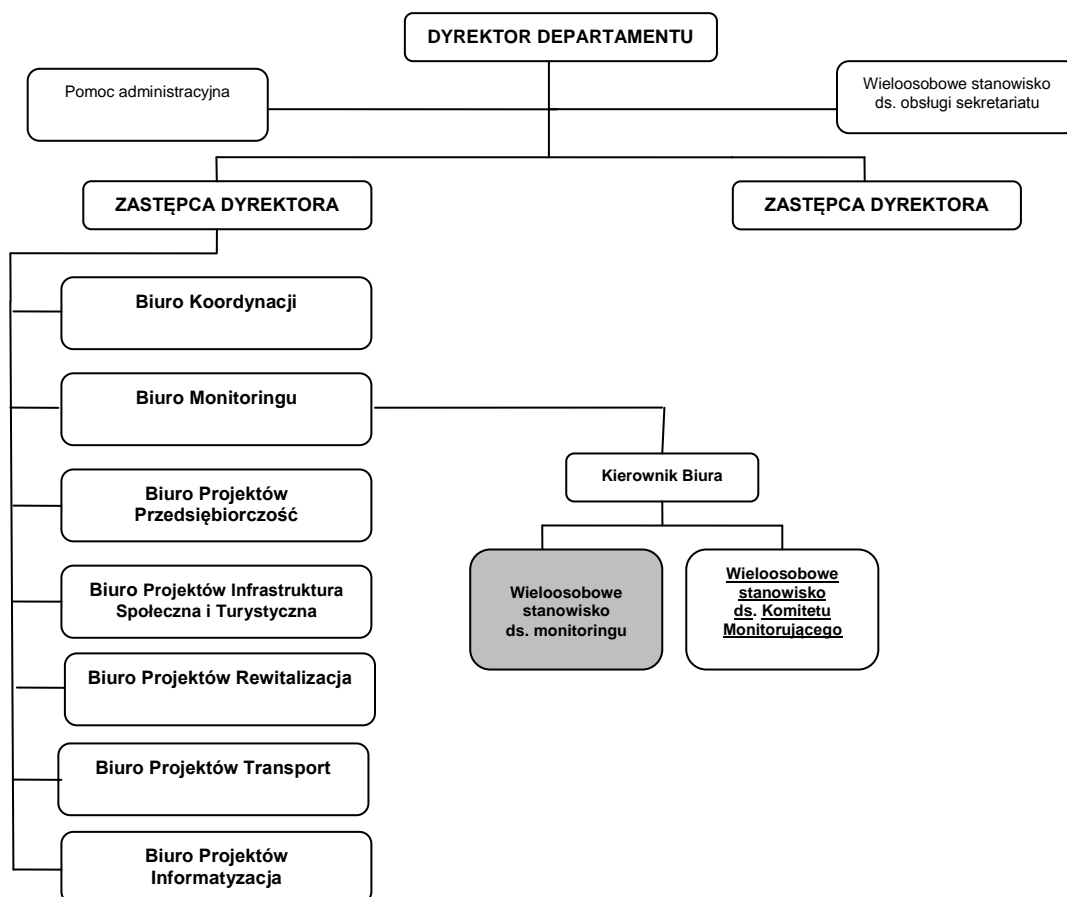 DYREKTOR DEPARTAMENTU
Pomoc administracyjna
Wieloosobowe stanowisko
ds. obsługi sekretariatu
ZASTĘPCA DYREKTORA
ZASTĘPCA DYREKTORA
Biuro Koordynacji
Biuro Monitoringu
Kierownik Biura
Biuro Projektów
Przedsiębiorczość
Wieloosobowe
stanowisko
ds. monitoringu
Wieloosobowe
stanowisko
ds. Komitetu
Monitorującego
Biuro Projektów Infrastruktura
Społeczna i Turystyczna
Biuro Projektów Rewitalizacja
Biuro Projektów Transport
Biuro Projektów
Informatyzacja